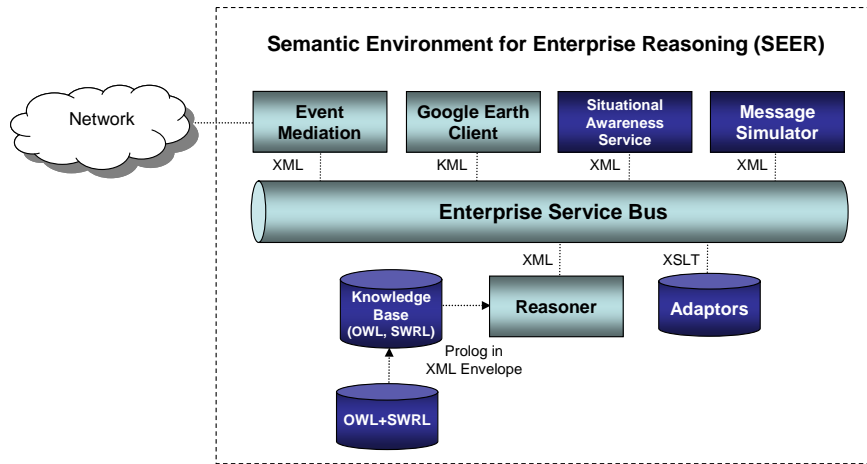 Semantic Environment for Enterprise Reasoning (SEER)
Network
Event
Mediation
Google Earth
Client
Situational
Awareness
Service
Message
Simulator
XML
KML
XML
XML
Enterprise Service Bus
XML
XSLT
Knowledge
Base
(OWL, SWRL)
Reasoner
Adaptors
Prolog in
XML Envelope
OWL+SWRL